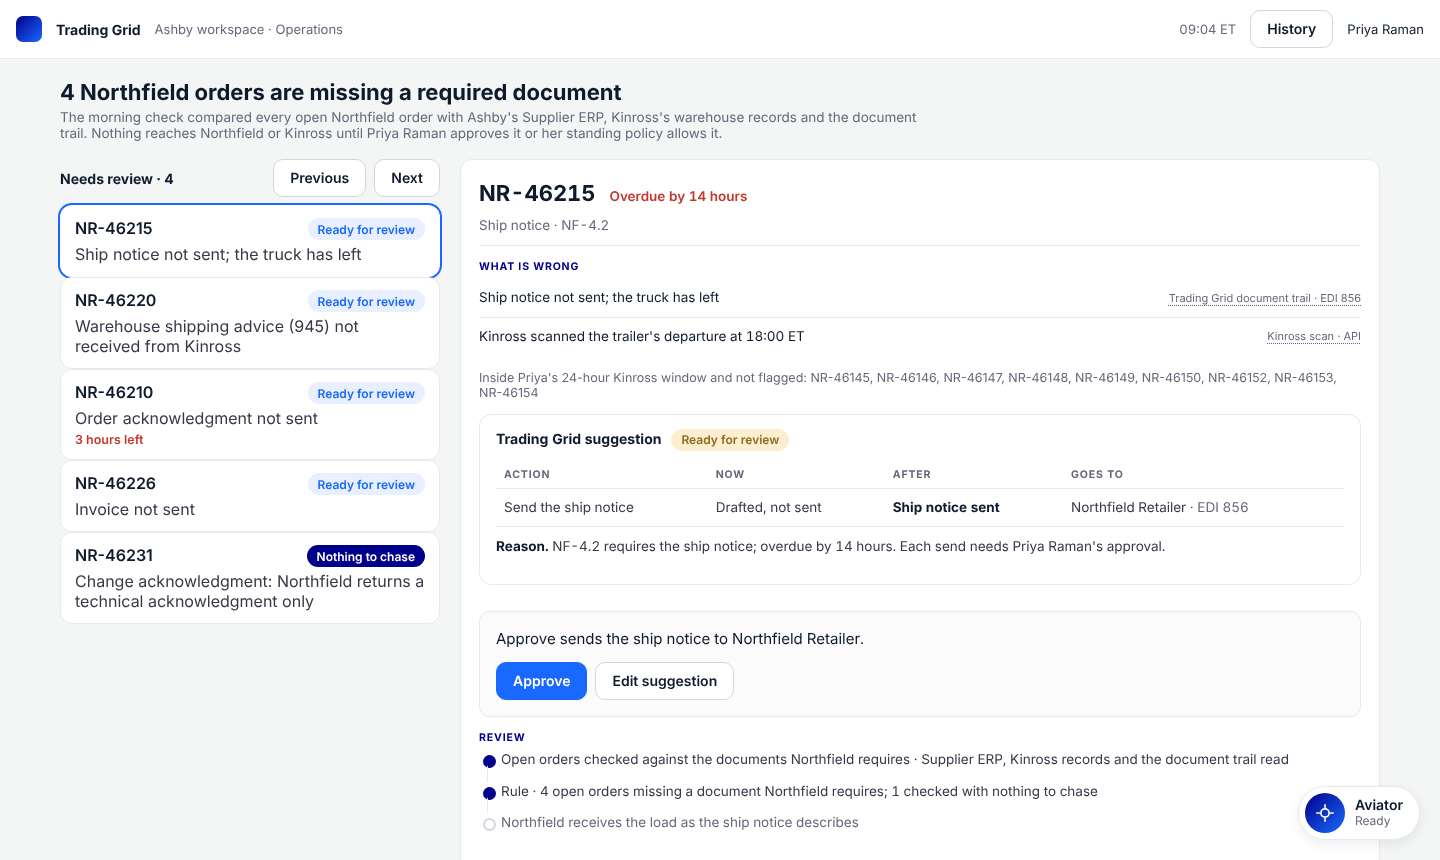 Trading Grid
Ashby workspace · Operations
09:04 ET
History
Priya Raman
4 Northfield orders are missing a required document
The morning check compared every open Northfield order with Ashby's Supplier ERP, Kinross's warehouse records and the document
trail. Nothing reaches Northfield or Kinross until Priya Raman approves it or her standing policy allows it.
Needs review · 4
Previous
Next
NR-46215
Ready for review
Ship notice not sent; the truck has left
NR-46220
Ready for review
Warehouse shipping advice (945) not
received from Kinross
NR-46210
Ready for review
Order acknowledgment not sent
3 hours left
NR-46226
Ready for review
Invoice not sent
NR-46231
Nothing to chase
Change acknowledgment: Northfield returns a
technical acknowledgment only
NR-46215
Overdue by 14 hours
Ship notice · NF-4.2
WHAT IS WRONG
Ship notice not sent; the truck has left
Trading Grid document trail · EDI 856
Kinross scanned the trailer's departure at 18:00 ET
Kinross scan · API
Inside Priya's 24-hour Kinross window and not flagged: NR-46145, NR-46146, NR-46147, NR-46148, NR-46149, NR-46150, NR-46152, NR-46153,
NR-46154
Trading Grid suggestion
Ready for review
ACTION
NOW
AFTER
GOES TO
Send the ship notice
Drafted, not sent
Ship notice sent
Northfield Retailer · EDI 856
Reason. NF-4.2 requires the ship notice; overdue by 14 hours. Each send needs Priya Raman's approval.
Approve sends the ship notice to Northfield Retailer.
Approve
Edit suggestion
REVIEW
Open orders checked against the documents Northfield requires · Supplier ERP, Kinross records and the document trail read
Rule · 4 open orders missing a document Northfield requires; 1 checked with nothing to chase
Northfield receives the load as the ship notice describes
Aviator
Ready